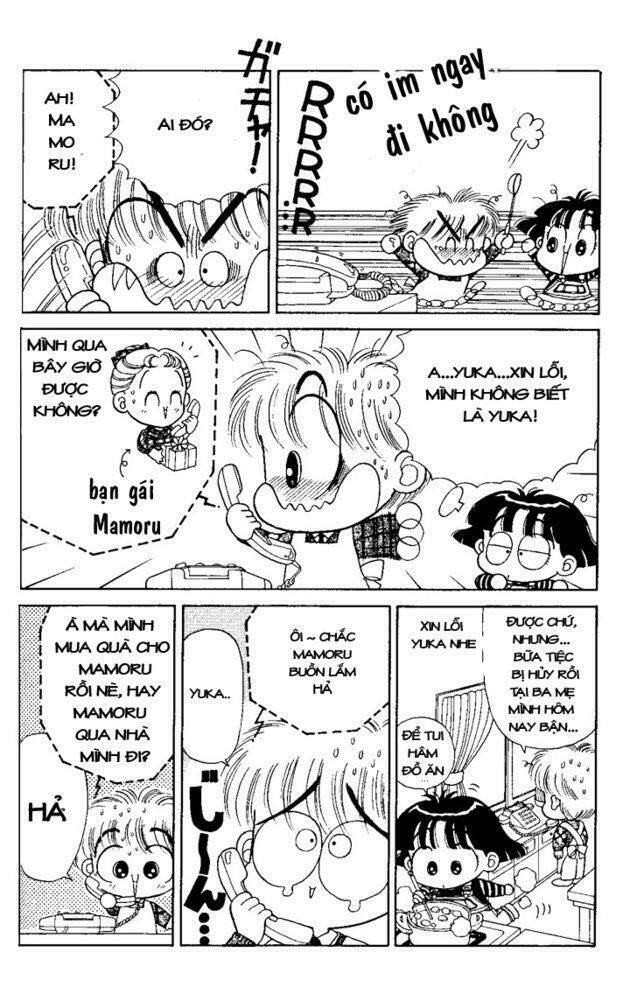 RRRRR...
có im ngay
đi không
ガチャ!
AI ĐÓ?
AH!
MA
MO
RU!
A...YUKA...XIN LỖI,
MÌNH KHÔNG BIẾT
LÀ YUKA!
MÌNH QUA
BÂY GIỜ
ĐƯỢC
KHÔNG?
bạn gái
Mamoru
ĐƯỢC CHỨ,
NHƯNG...
BỮA TIỆC
BỊ HỦY RỒI
TẠI BA MẸ
MÌNH HÔM
NAY BẬN...
XIN LỖI
YUKA NHE
ĐỂ TUI
HÂM
ĐỒ ĂN
ÔI ~ CHẮC
MAMORU
BUỒN LẮM
HẢ
YUKA..
じ〜ん…
À MÀ MÌNH
MUA QUÀ CHO
MAMORU
RỒI NÈ, HAY
MAMORU
QUA NHÀ
MÌNH ĐI?
HẢ